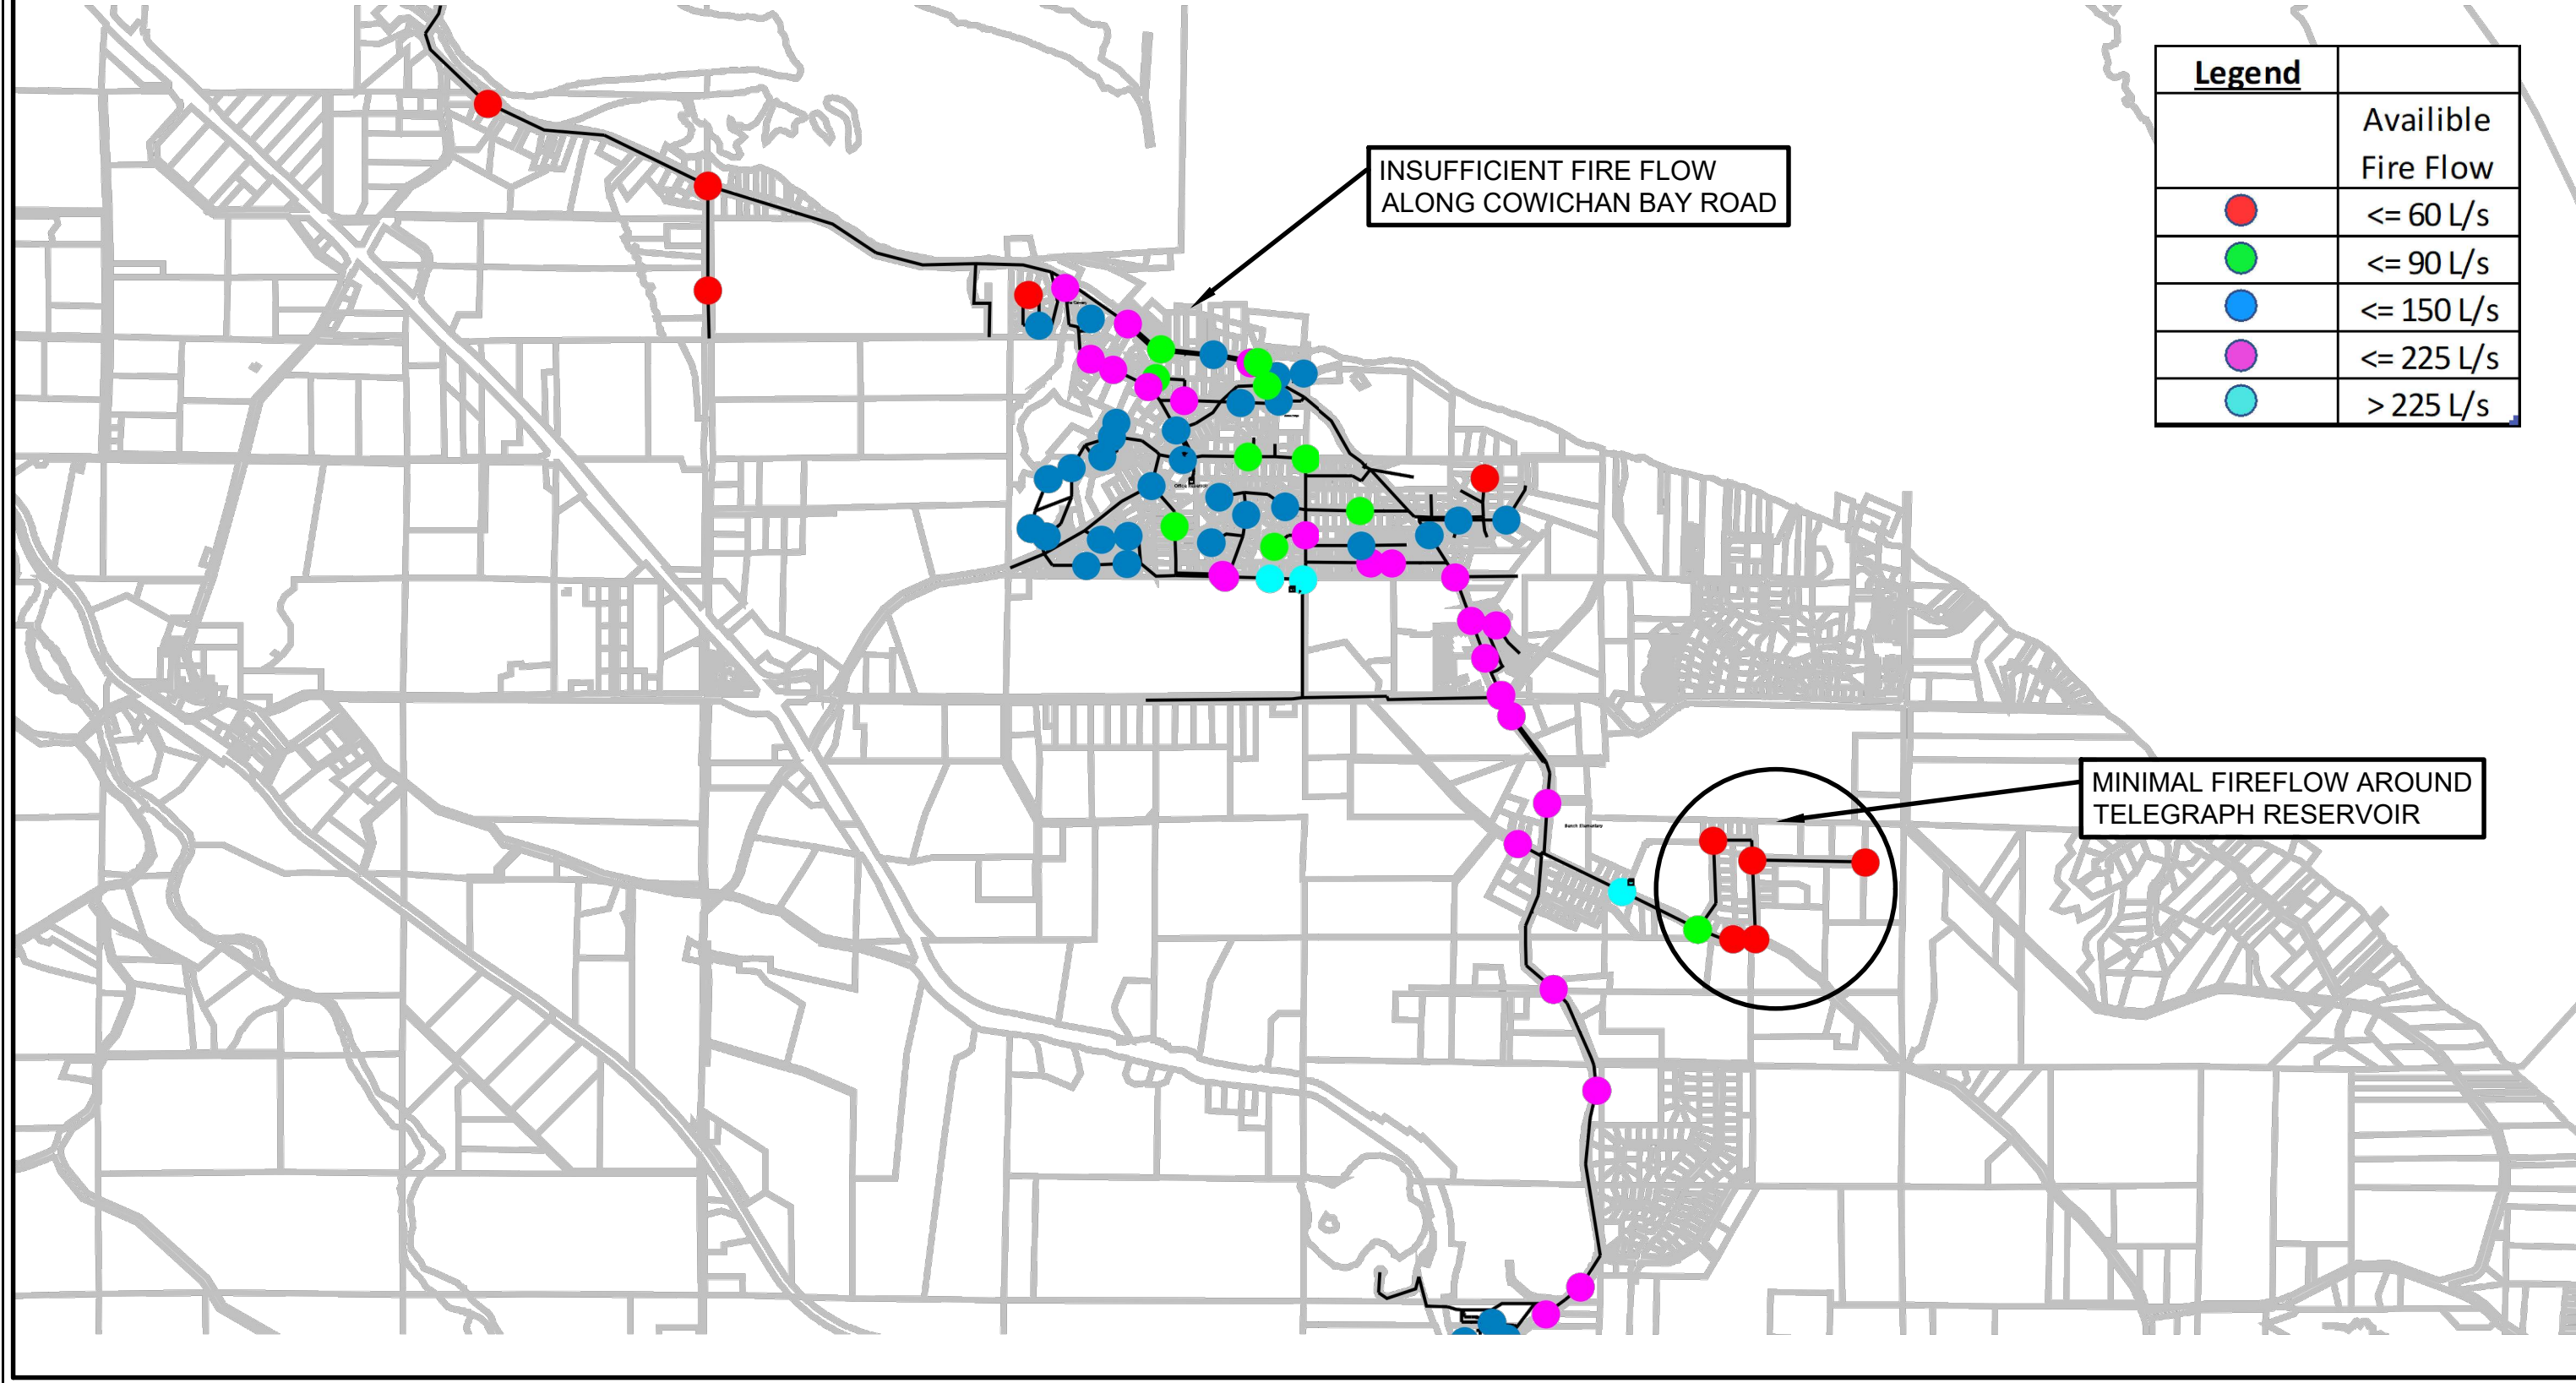 Legend
Availible
Fire Flow
<= 60 L/s
<= 90 L/s
<= 150 L/s
<= 225 L/s
> 225 L/s
INSUFFICIENT FIRE FLOW
ALONG COWICHAN BAY ROAD
MINIMAL FIREFLOW AROUND
TELEGRAPH RESERVOIR